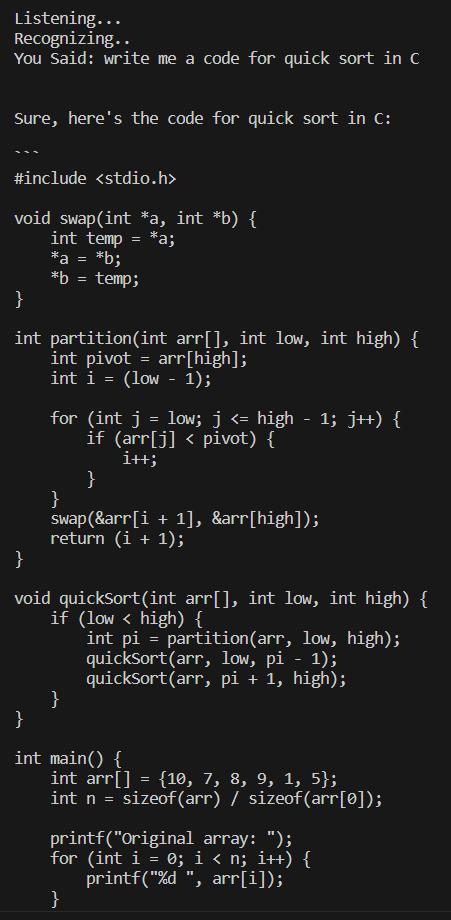 Listening...
Recognizing..
You Said: write me a code for quick sort in C
Sure, here's the code for quick sort in C:
```
#include <stdio.h>
void swap(int *a, int *b) {
    int temp = *a;
    *a = *b;
    *b = temp;
}
int partition(int arr[], int low, int high) {
    int pivot = arr[high];
    int i = (low - 1);
    for (int j = low; j <= high - 1; j++) {
        if (arr[j] < pivot) {
            i++;
        }
    }
    swap(&arr[i + 1], &arr[high]);
    return (i + 1);
}
void quickSort(int arr[], int low, int high) {
    if (low < high) {
        int pi = partition(arr, low, high);
        quickSort(arr, low, pi - 1);
        quickSort(arr, pi + 1, high);
    }
}
int main() {
    int arr[] = {10, 7, 8, 9, 1, 5};
    int n = sizeof(arr) / sizeof(arr[0]);
    printf("Original array: ");
    for (int i = 0; i < n; i++) {
        printf("%d ", arr[i]);
    }